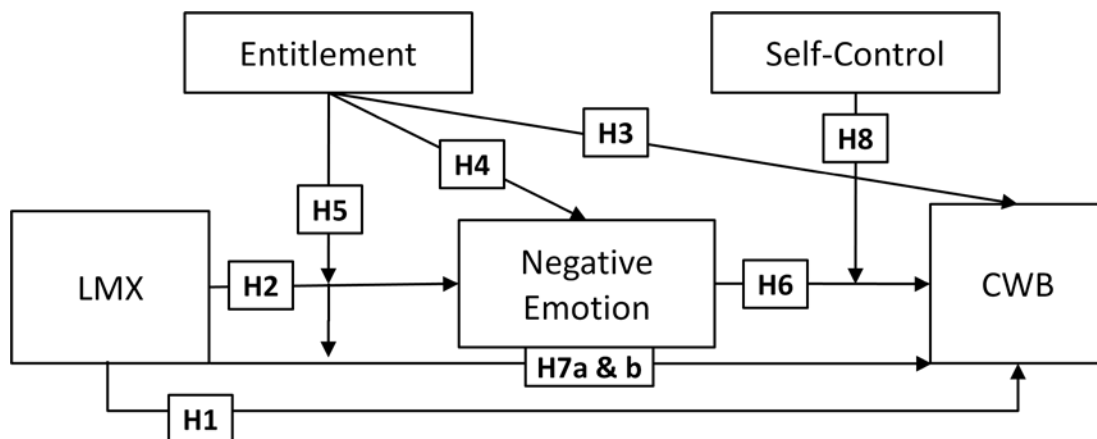 Entitlement
Self-Control
H3
H8
H4
H5
LMX
H2
Negative
Emotion
H6
CWB
H7a & b
H1